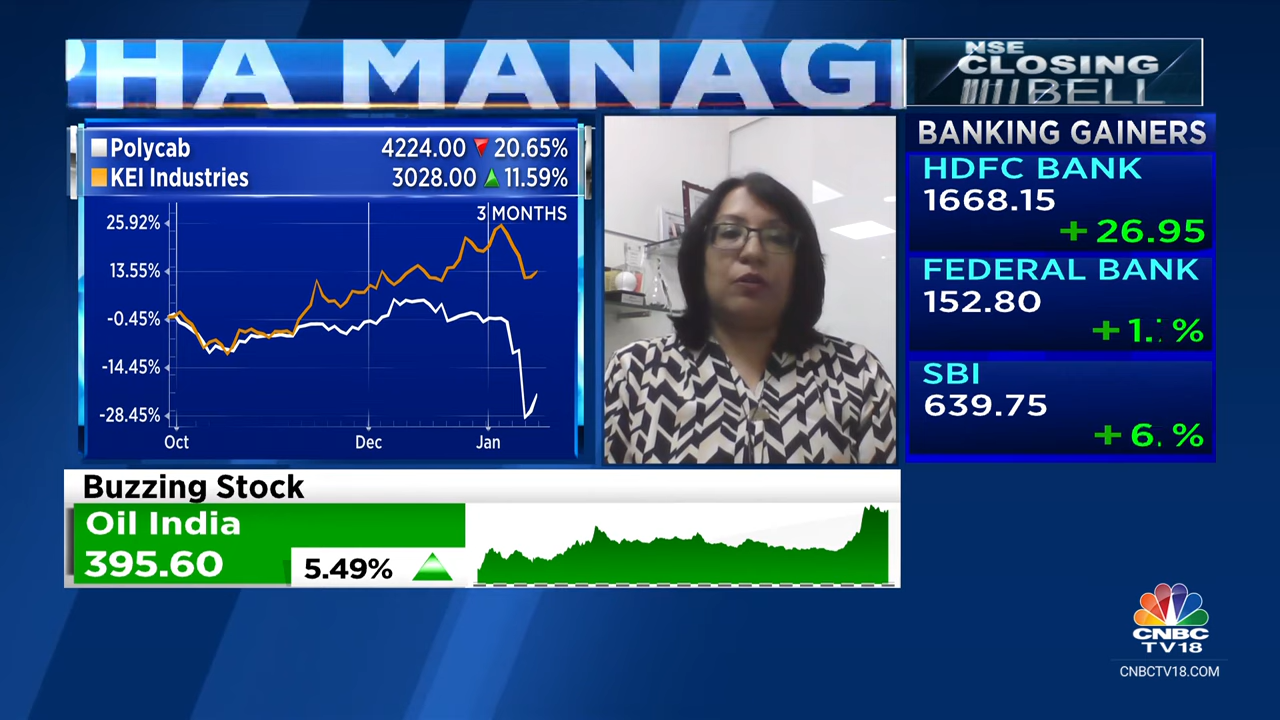 PHA MANAG
NSE
CLOSING
BELL
Polycab 4224.00 20.65%
KEI Industries 3028.00 11.59%
3 MONTHS
25.92%
13.55%
-0.45%
-14.45%
-28.45%
Oct Dec Jan
BANKING GAINERS
HDFC BANK
1668.15
+ 26.95
FEDERAL BANK
152.80
+ 1. %
SBI
639.75
+ 6. %
Buzzing Stock
Oil India
395.60 5.49%
CNBC
TV18
CNBCTV18.COM